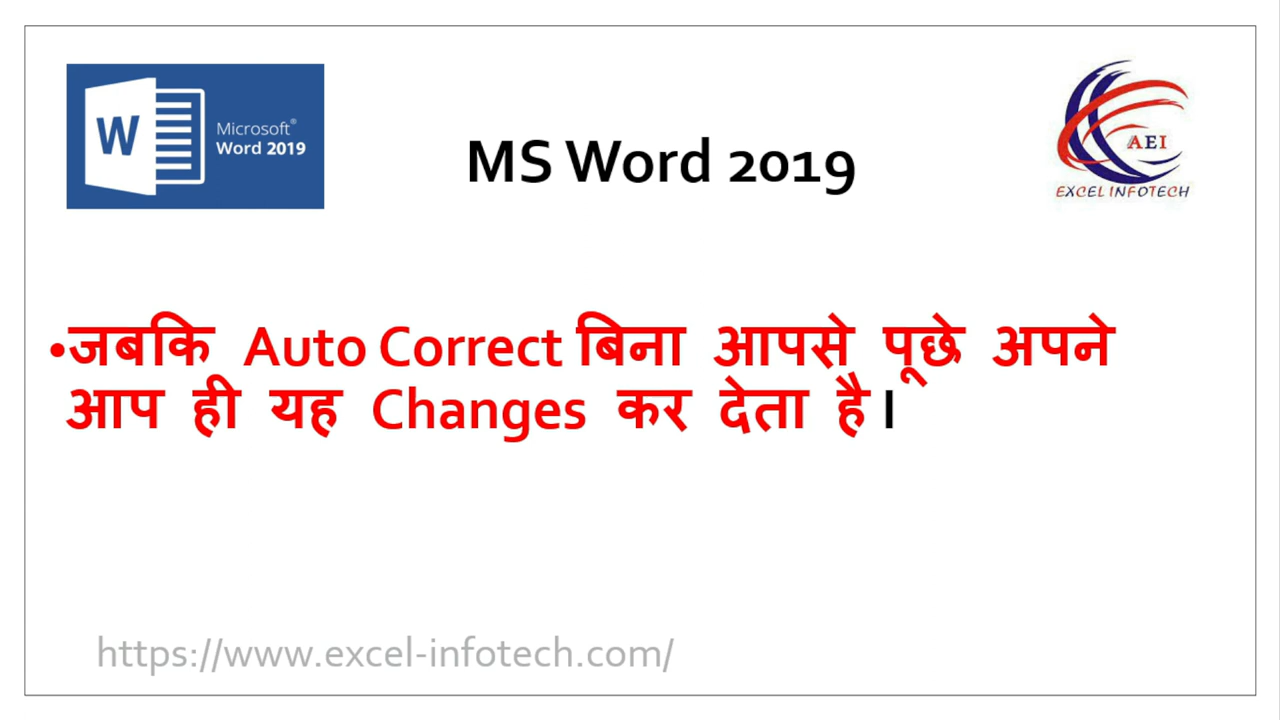 W
Microsoft®
Word 2019
MS Word 2019
AEI
EXCEL INFOTECH
•जबकि Auto Correct बिना आपसे पूछे अपने
आप ही यह Changes कर देता है।
https://www.excel-infotech.com/